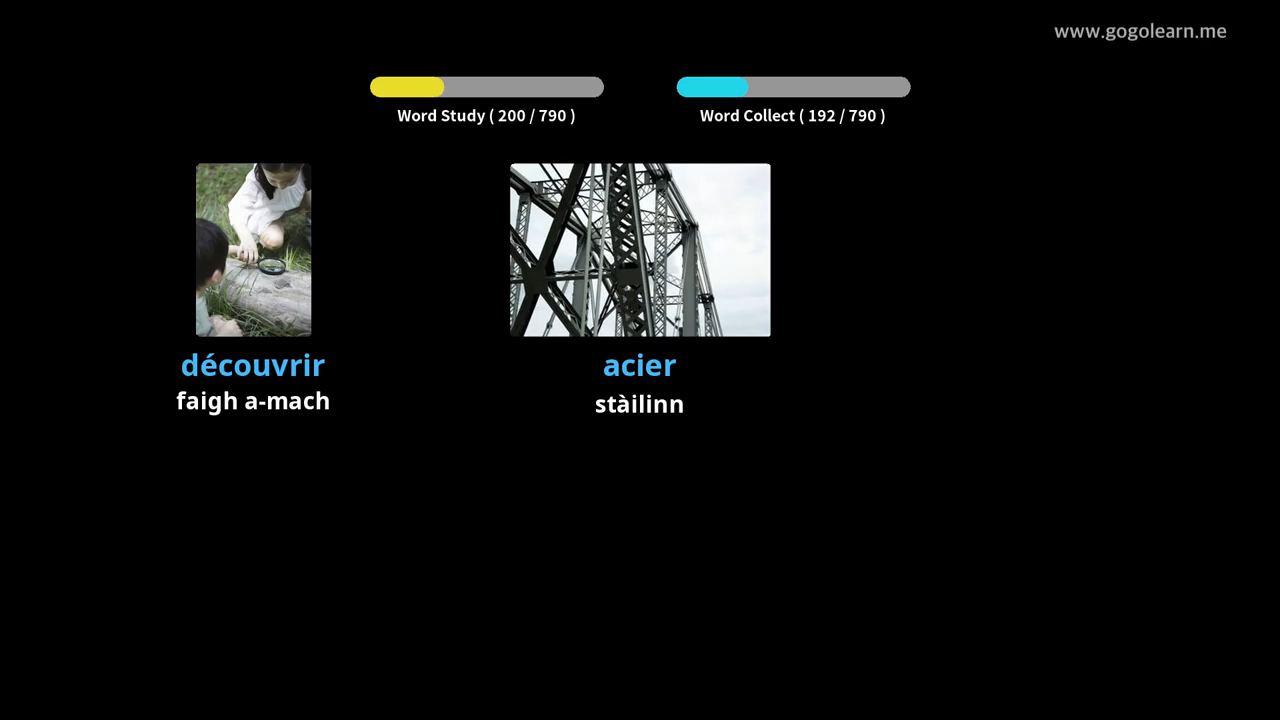 www.gogolearn.me
Word Study ( 200 / 790 )
Word Collect ( 192 / 790 )
découvrir
faigh a-mach
acier
stàilinn